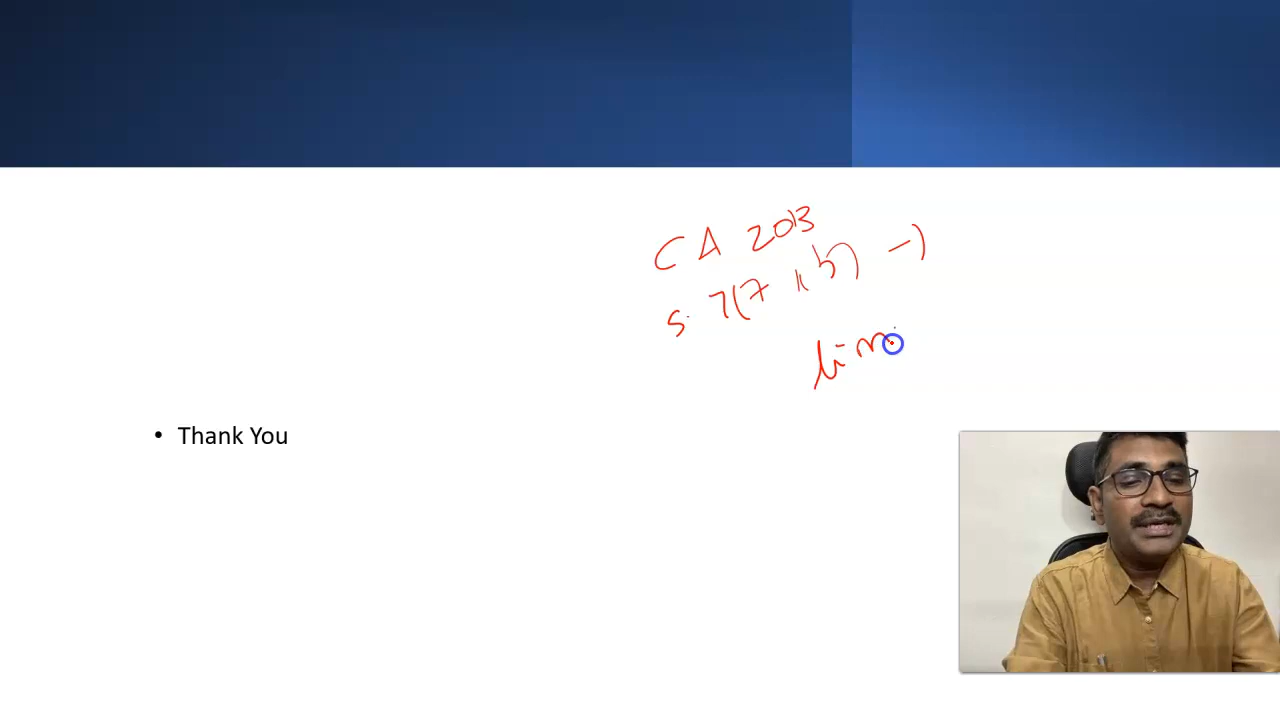 CA 2013
S. 7(7)(b) →
lim
Thank You